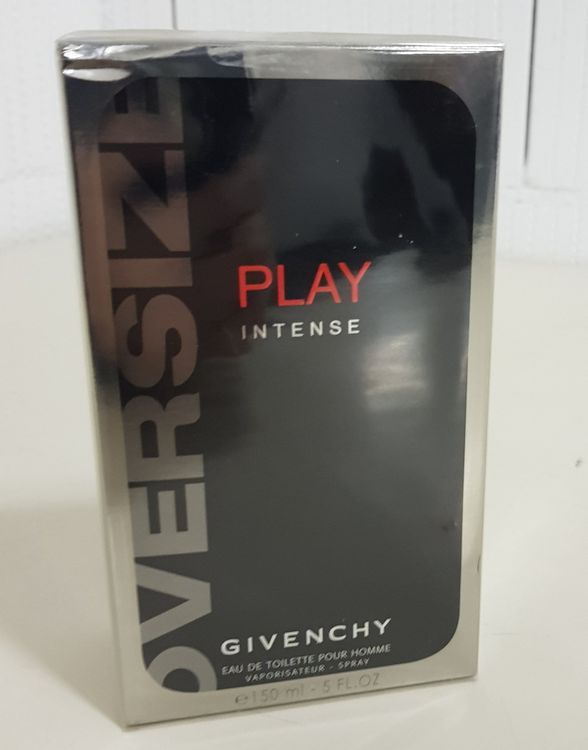 OVERSIZE
PLAY
INTENSE
GIVENCHY
EAU DE TOILETTE POUR HOMME
VAPORISATEUR - SPRAY
e 150 ml - 5 FL.OZ